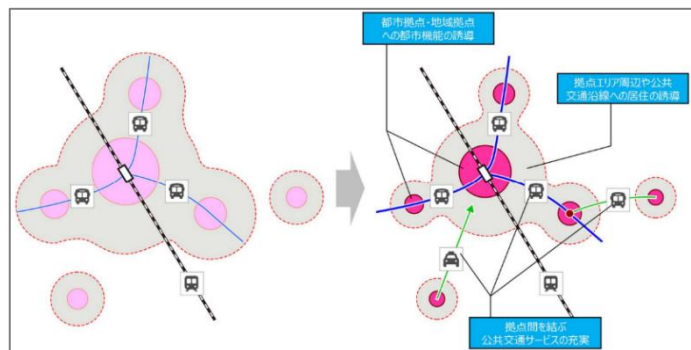 都市拠点・地域拠点
への都市機能の誘導
拠点エリア周辺や公共
交通沿線への居住の誘導
拠点間を結ぶ
公共交通サービスの充実